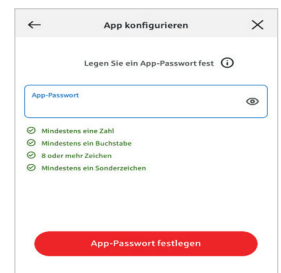 App konfigurieren
Legen Sie ein App-Passwort fest
App-Passwort
Mindestens eine Zahl
Mindestens ein Buchstabe
8 oder mehr Zeichen
Mindestens ein Sonderzeichen
App-Passwort festlegen